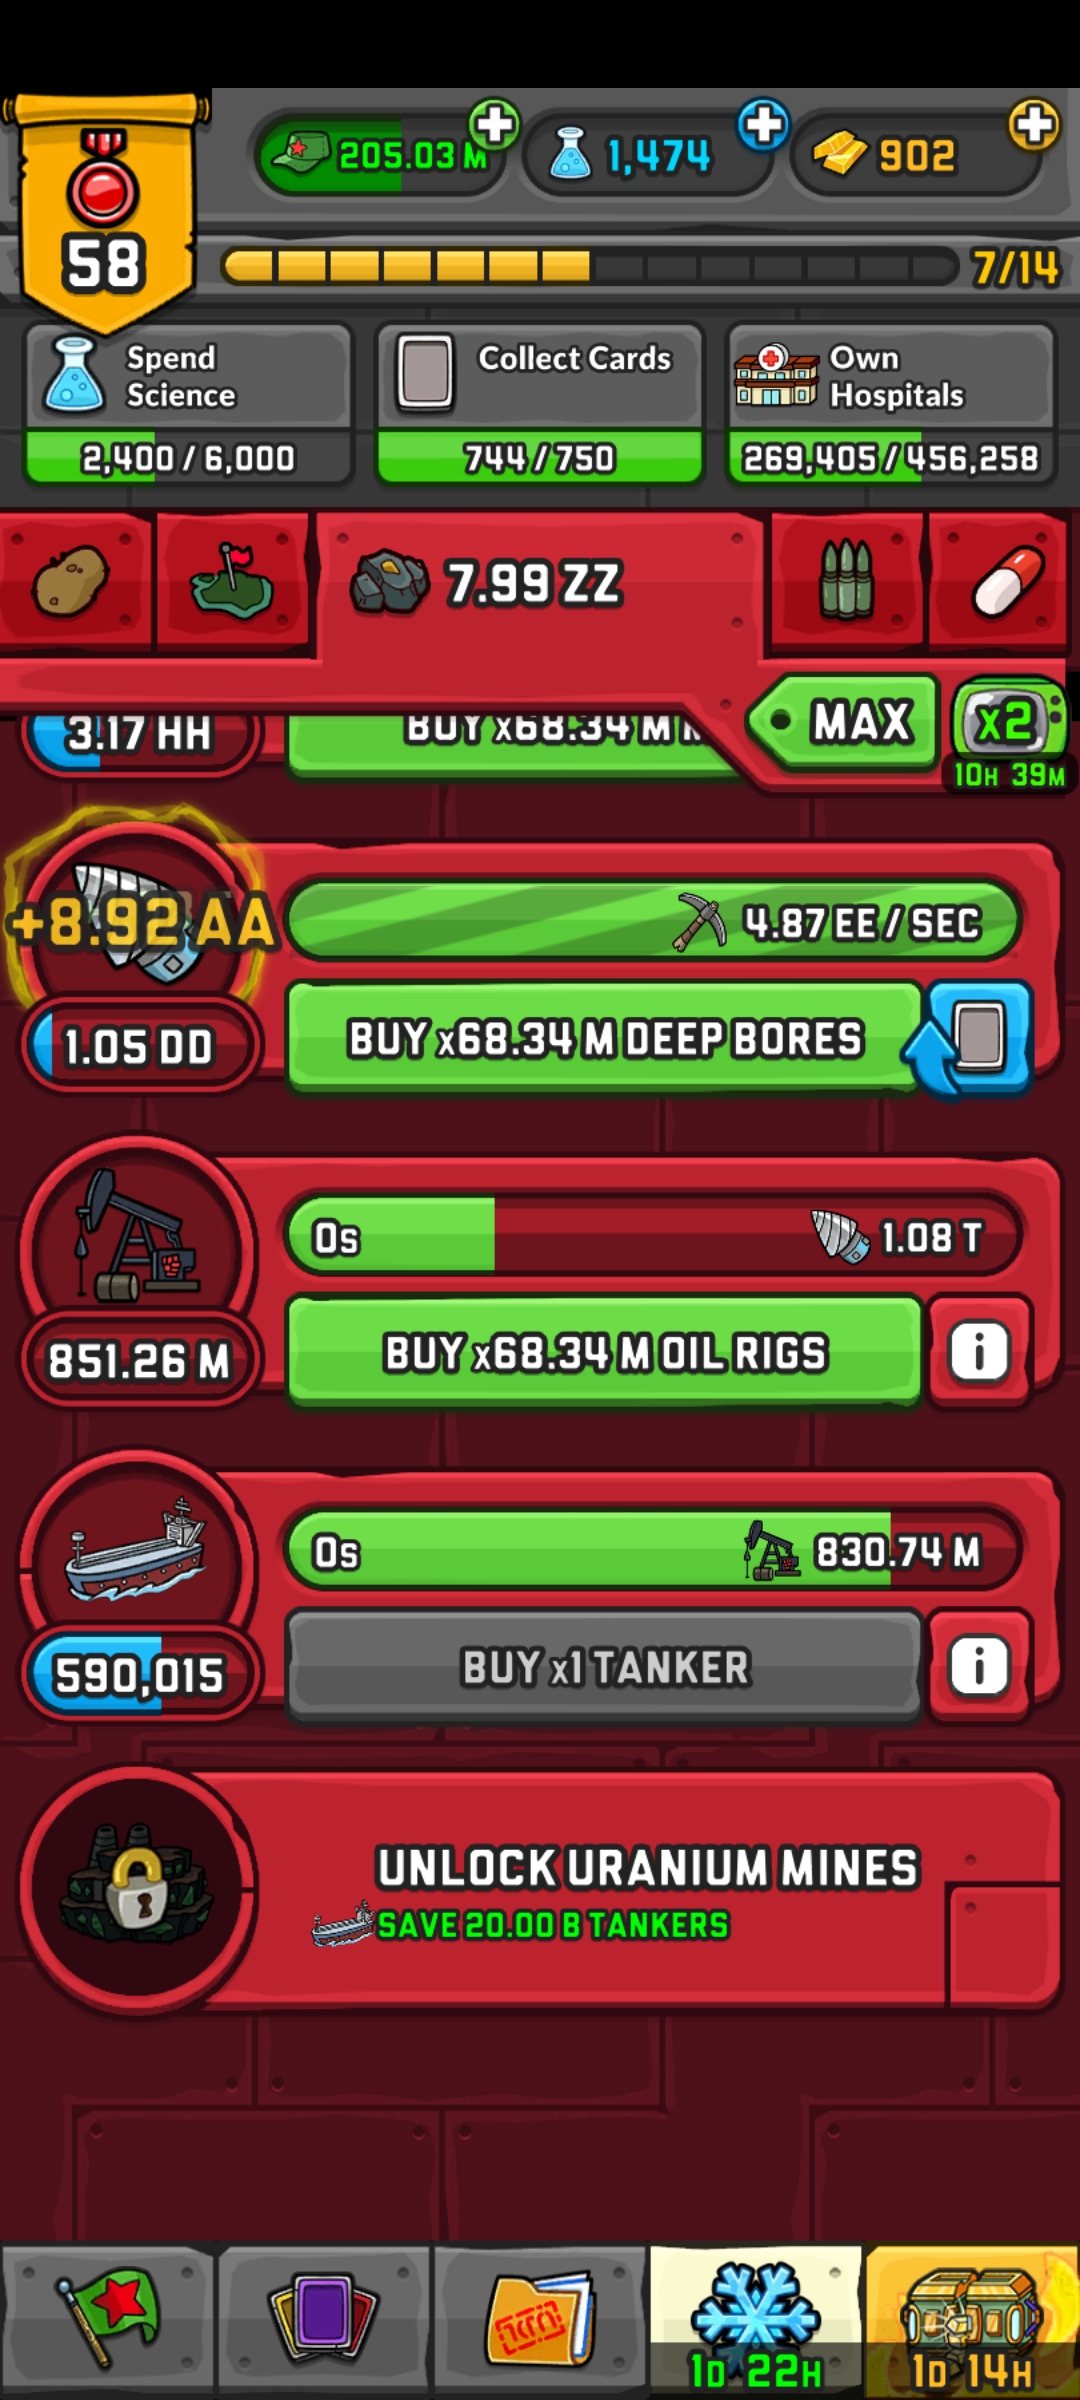 205.03 M
1,474
902
58
7/14
Spend
Science
2,400 / 6,000
Collect Cards
744 / 750
Own
Hospitals
269,405 / 456,258
7.99 ZZ
MAX
x2
10H 39M
3.17 HH
BUY x68.34 M M
+8.92 AA
4.87 EE / SEC
1.05 DD
BUY x68.34 M DEEP BORES
0s
1.08 T
851.26 M
BUY x68.34 M OIL RIGS
0s
830.74 M
590,015
BUY x1 TANKER
UNLOCK URANIUM MINES
SAVE 20.00 B TANKERS
1D 22H
1D 14H